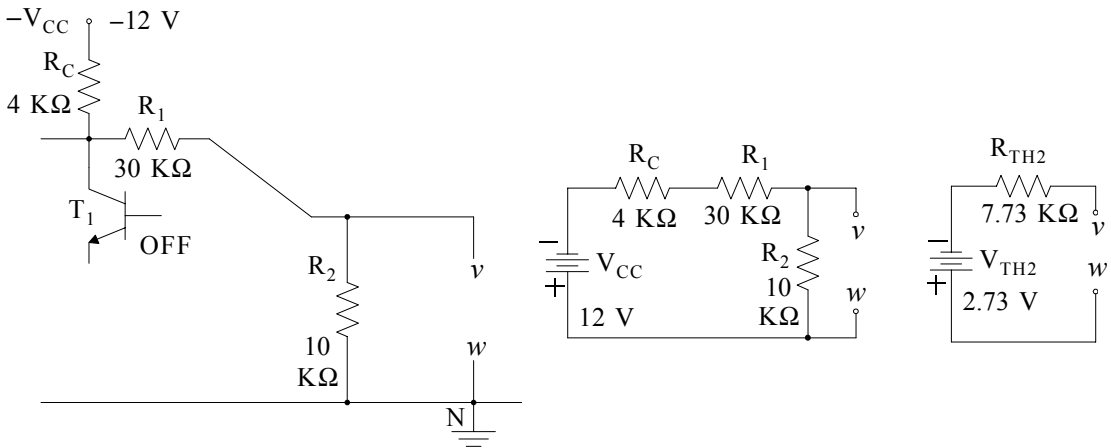 −V_CC −12 V
R_C
4 KΩ
R_1
30 KΩ
T_1
OFF
R_2
10
KΩ
v
w
N
R_C
4 KΩ
R_1
30 KΩ
−
V_CC
+
12 V
R_2
10
KΩ
v
w
R_TH2
7.73 KΩ
−
V_TH2
+
2.73 V
v
w